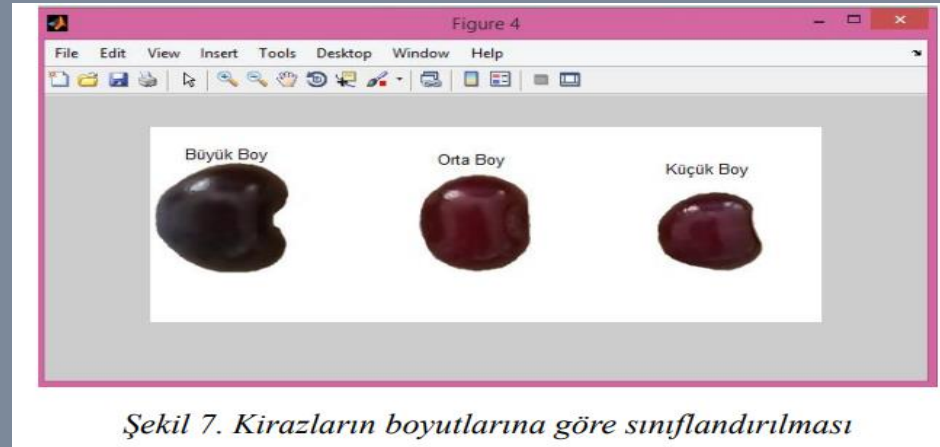 Figure 4
File Edit View Insert Tools Desktop Window Help
Büyük Boy
Orta Boy
Küçük Boy
Şekil 7. Kirazların boyutlarına göre sınıflandırılması